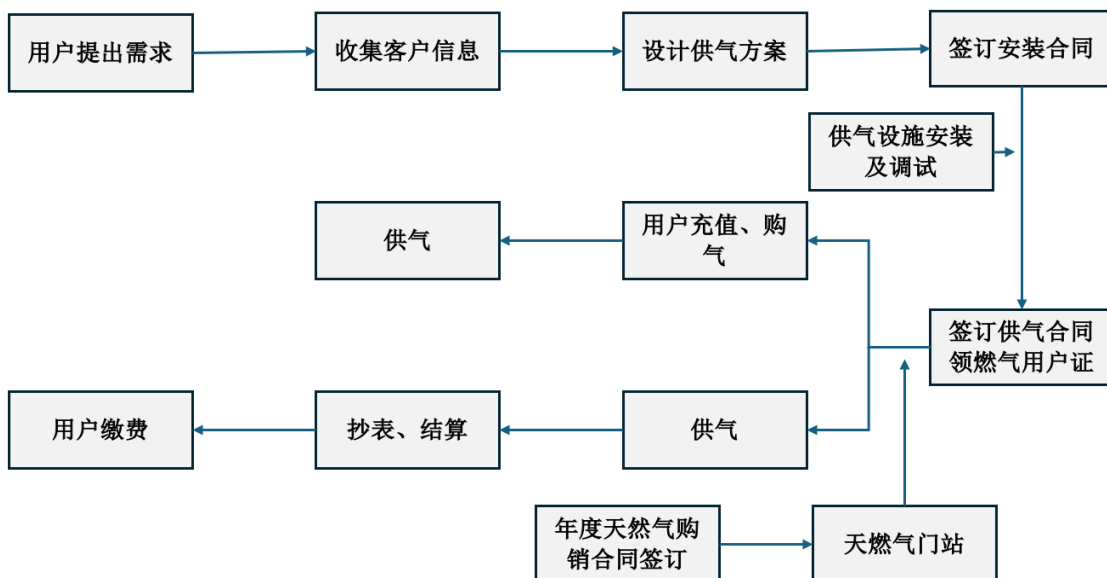 用户提出需求
收集客户信息
设计供气方案
签订安装合同
供气设施安装
及调试
供气
用户充值、购
气
签订供气合同
领燃气用户证
用户缴费
抄表、结算
供气
年度天然气购
销合同签订
天燃气门站